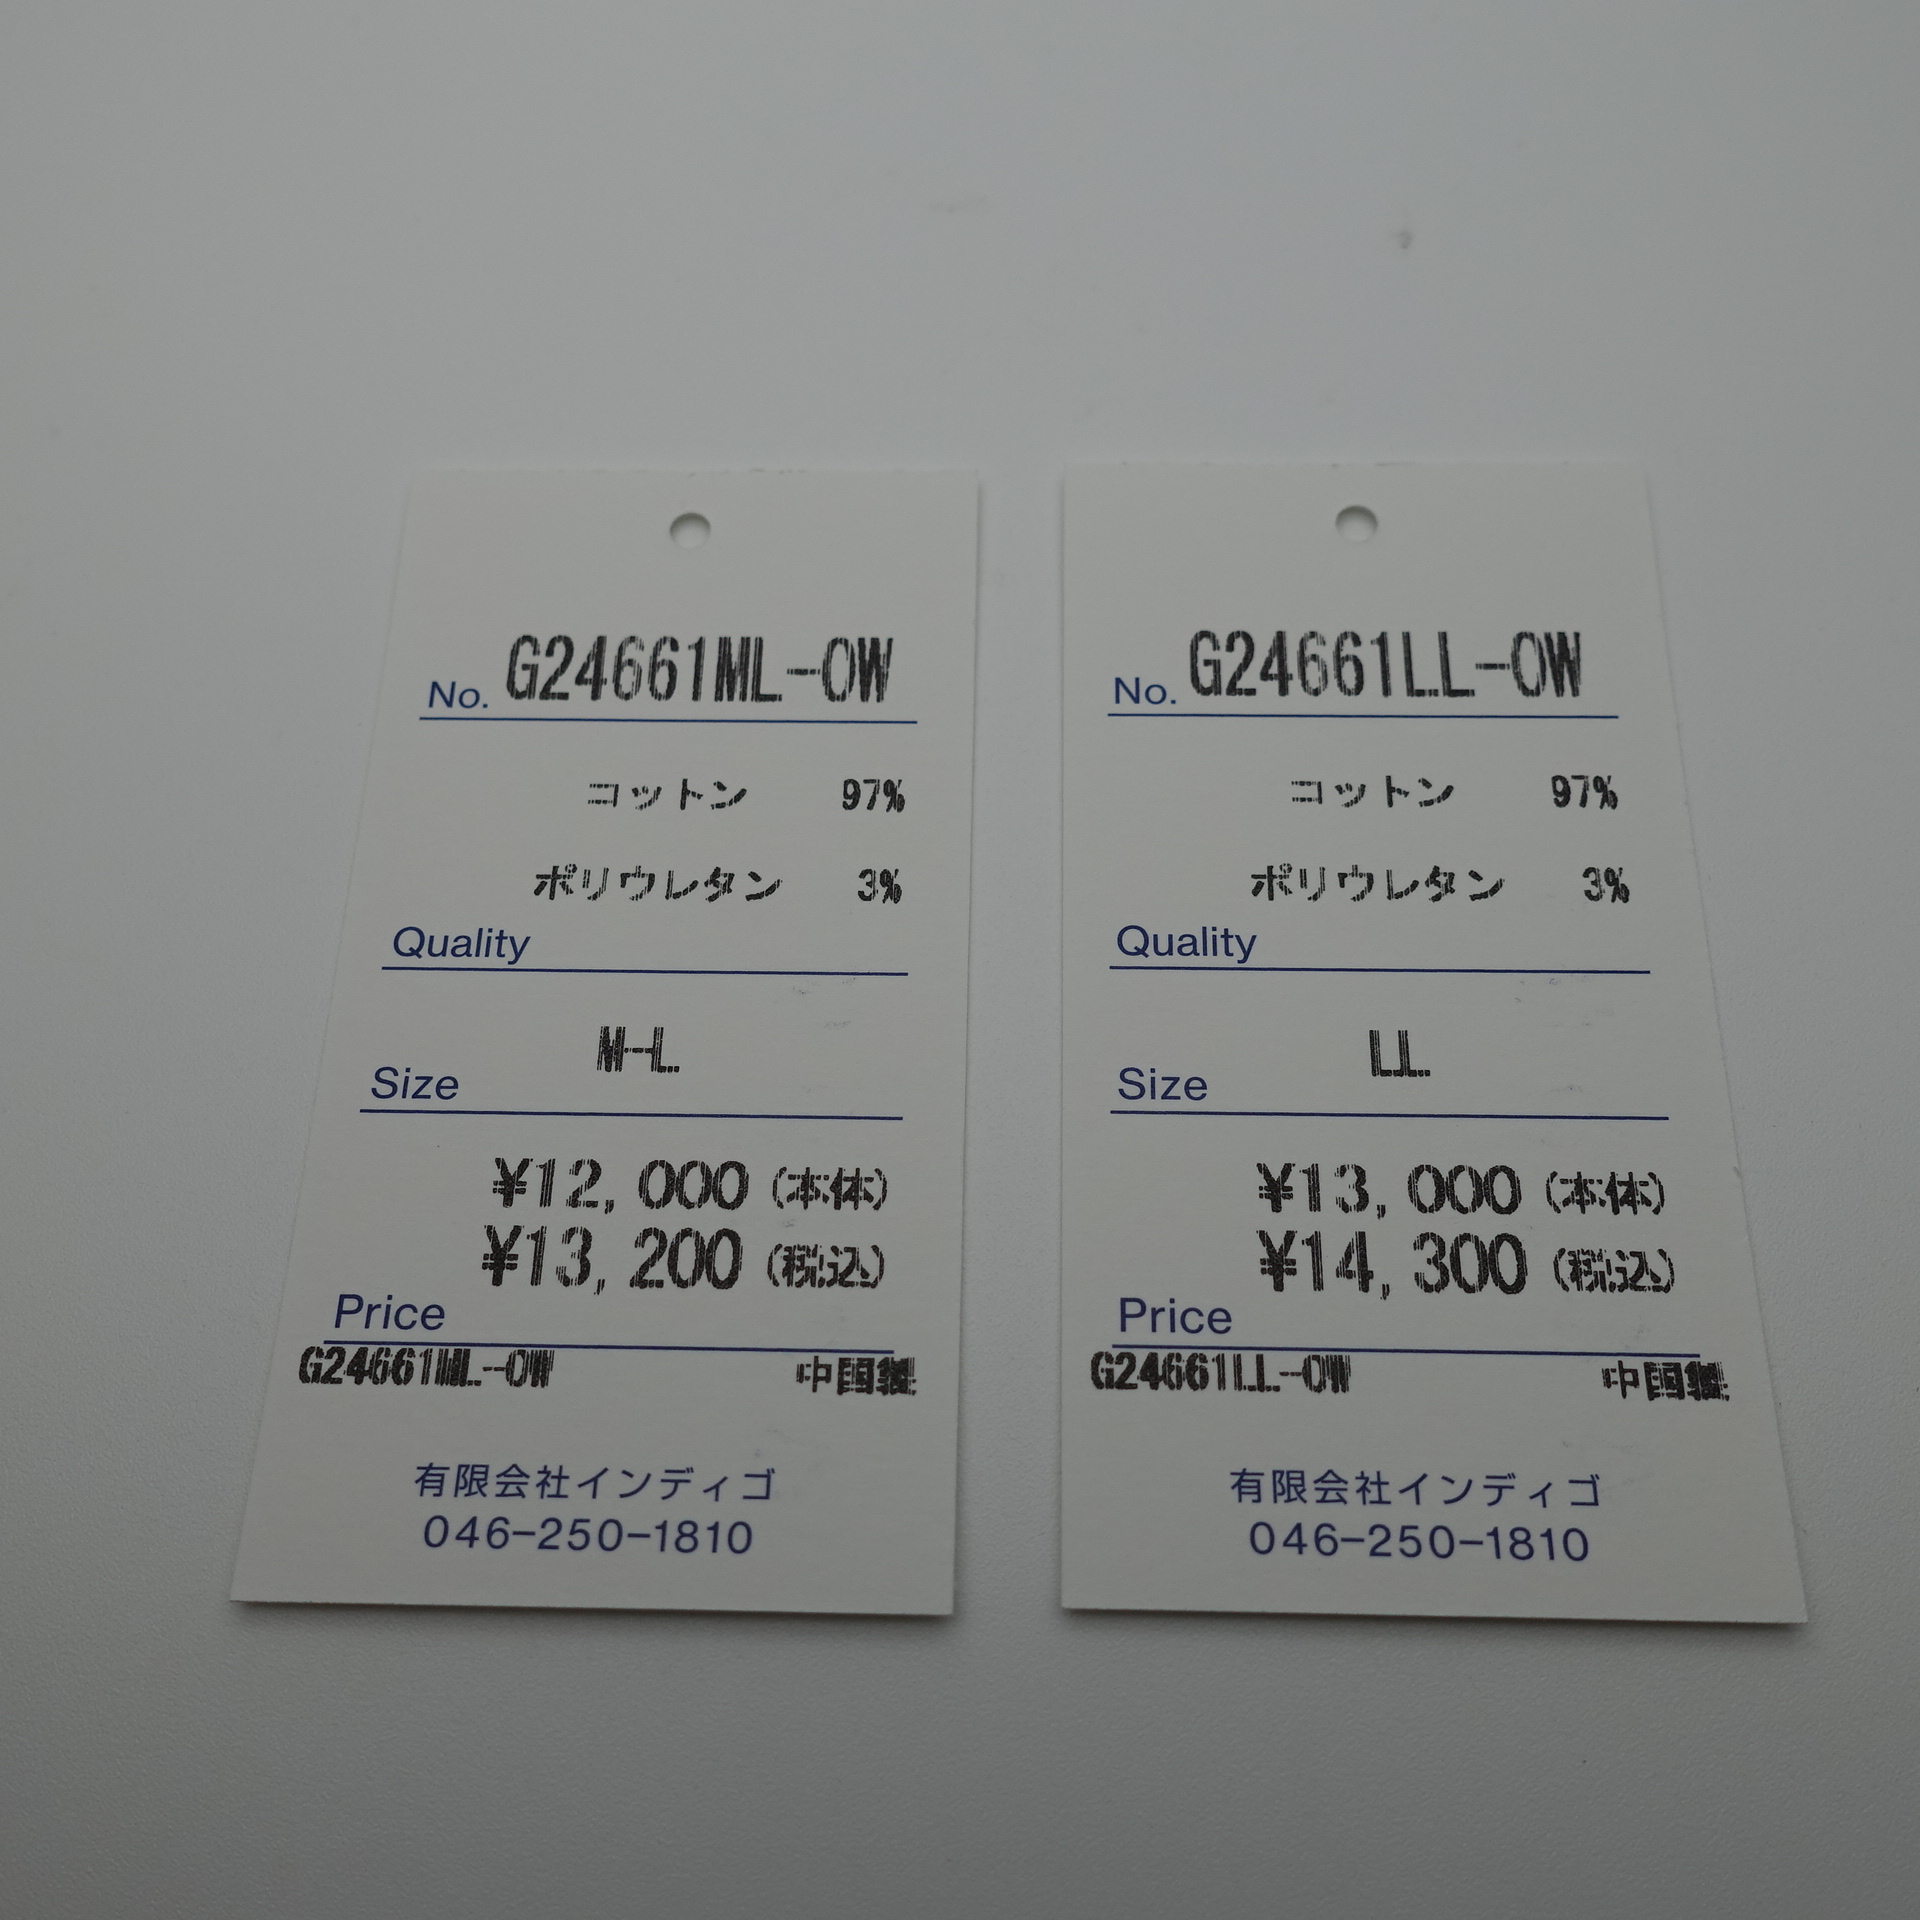 No. G24661ML-OW
コットン 97%
ポリウレタン 3%
Quality
M-L
Size
¥12,000(本体)
¥13,200(税込)
Price
G24661ML-OW 中国製
有限会社インディゴ
046-250-1810
No. G24661LL-OW
コットン 97%
ポリウレタン 3%
Quality
LL
Size
¥13,000(本体)
¥14,300(税込)
Price
G24661LL-OW 中国製
有限会社インディゴ
046-250-1810